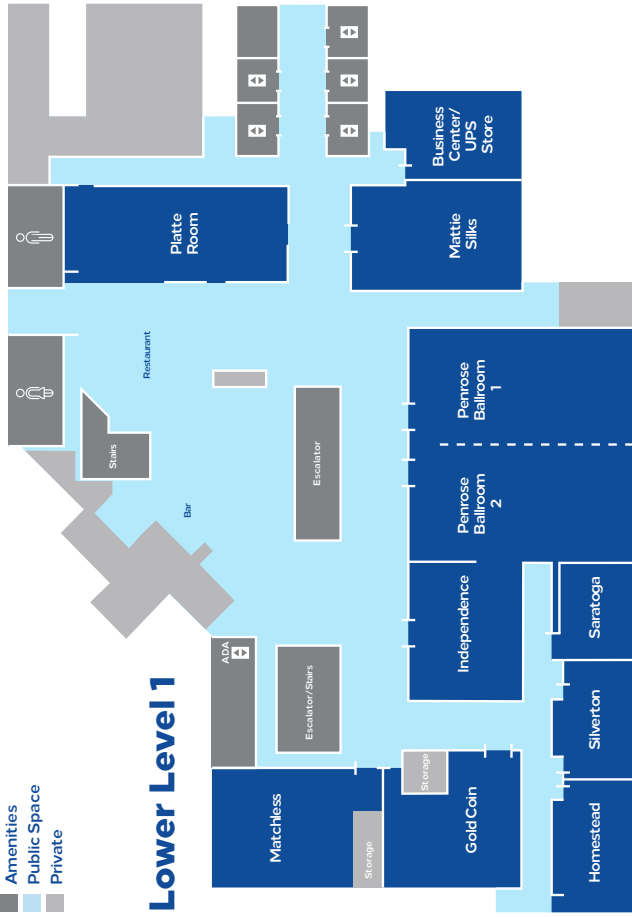 Amenities
Public Space
Private
Lower Level 1
Matchless
Storage
Gold Coin
Storage
Homestead
Silverton
Saratoga
ADA
Escalator/Stairs
Independence
Bar
Stairs
Escalator
Penrose
Ballroom
2
Penrose
Ballroom
1
Restaurant
Platte
Room
Mattie
Silks
Business
Center/
UPS
Store